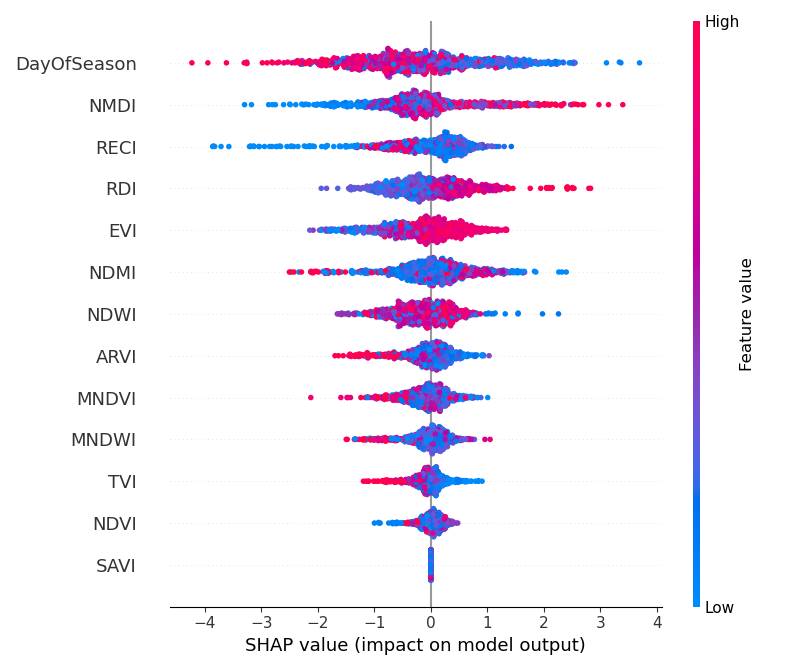 High
DayOfSeason
NMDI
RECI
RDI
EVI
NDMI
NDWI
ARVI
MNDVI
MNDWI
TVI
NDVI
SAVI
Feature value
Low
−4 −3 −2 −1 0 1 2 3 4
SHAP value (impact on model output)